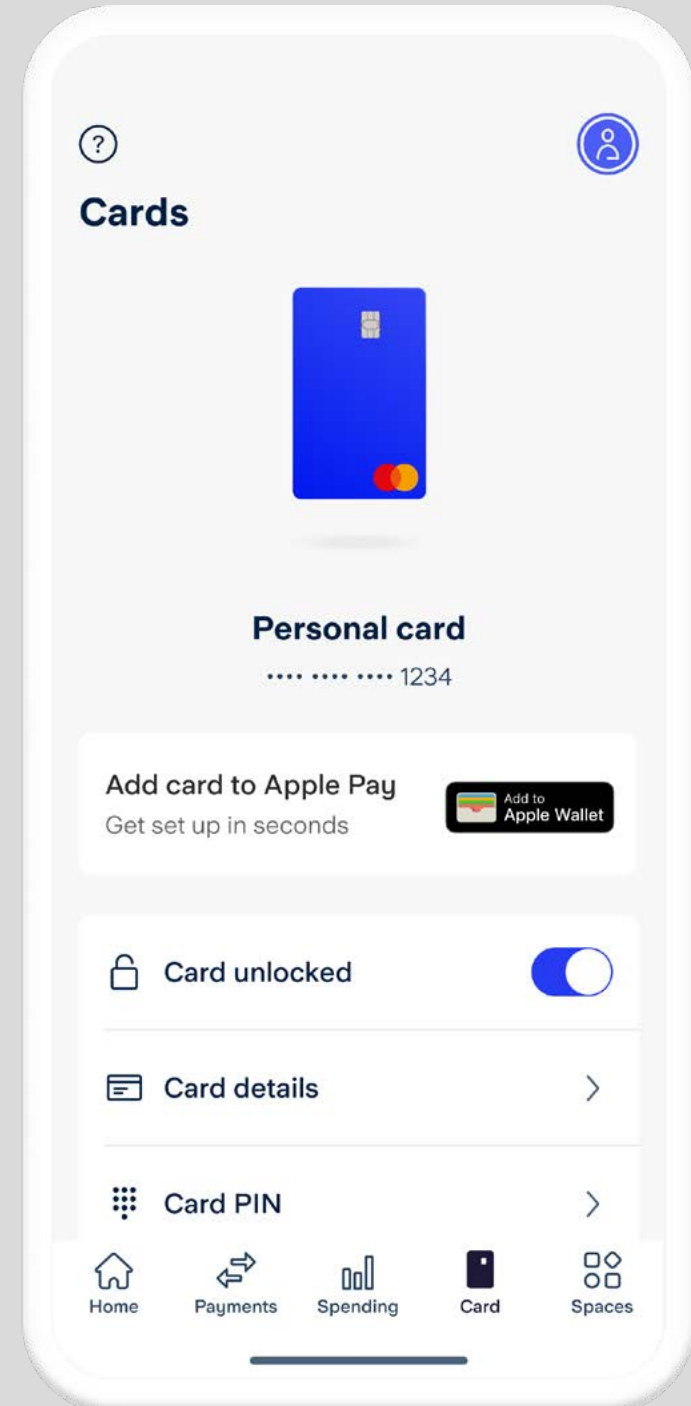 ?
Cards
Personal card
•••• •••• •••• 1234
Add card to Apple Pay
Get set up in seconds
Add to
Apple Wallet
Card unlocked
Card details
Card PIN
Home
Payments
Spending
Card
Spaces